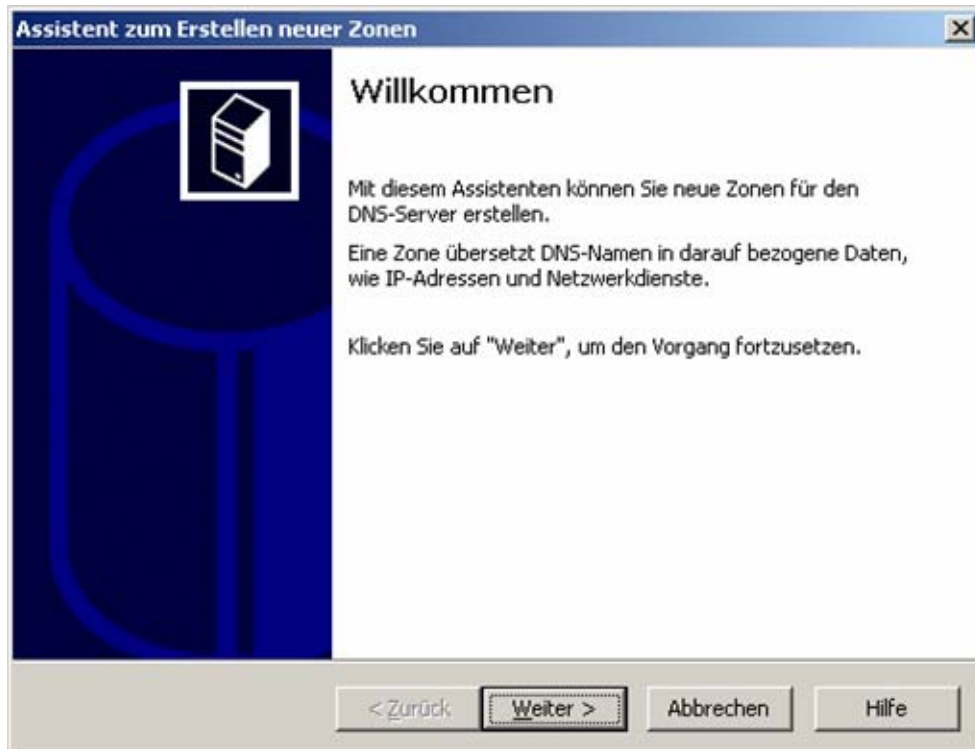 Assistent zum Erstellen neuer Zonen
Willkommen
Mit diesem Assistenten können Sie neue Zonen für den
DNS-Server erstellen.
Eine Zone übersetzt DNS-Namen in darauf bezogene Daten,
wie IP-Adressen und Netzwerkdienste.
Klicken Sie auf "Weiter", um den Vorgang fortzusetzen.
< Zurück Weiter > Abbrechen Hilfe